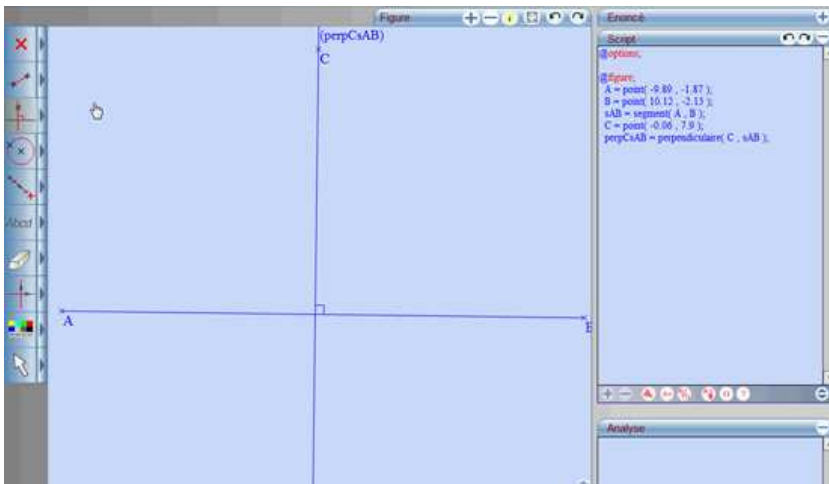 Figure
Enoncé
Script
@options;
@figure;
A = point( -9.89 , -1.87 );
B = point( 10.12 , -2.15 );
sAB = segment( A , B );
C = point( -0.06 , 7.9 );
perpCsAB = perpendiculaire( C , sAB );
(perpCsAB)
C
A
B
Abcd
Analyse